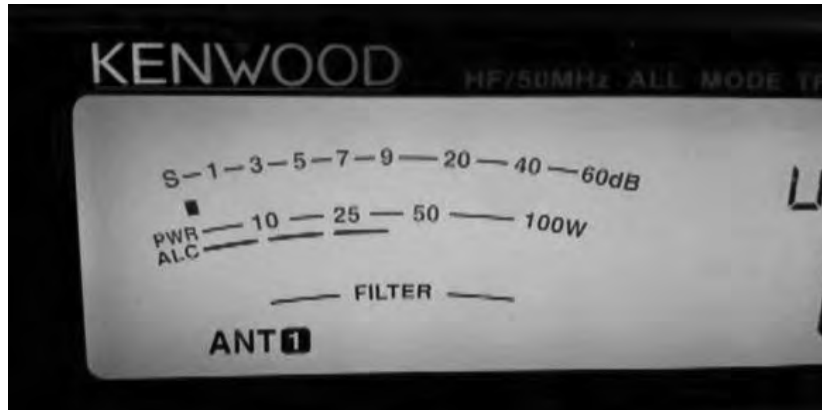 KENWOOD HF/50MHz ALL MODE
S 1 3 5 7 9 20 40 60dB
PWR 10 25 50 100W
ALC
FILTER
ANT 1